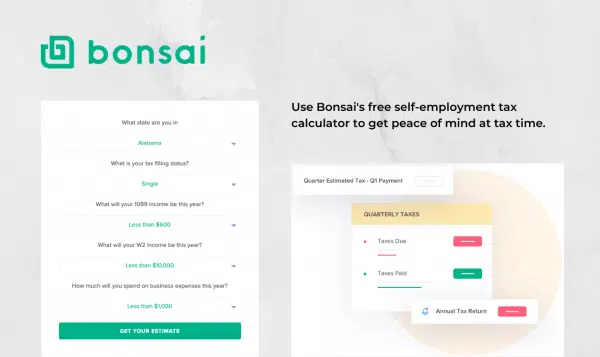 bonsai
What state are you in
Alabama
What is your tax filing status?
Single
What will your 1099 income be this year?
Less than $600
What will your W2 income be this year?
Less than $10,000
How much will you spend on business expenses this year?
Less than $1,000
GET YOUR ESTIMATE
Use Bonsai's free self-employment tax
calculator to get peace of mind at tax time.
Quarter Estimated Tax - Q1 Payment
QUARTERLY TAXES
Taxes Due
Taxes Paid
Annual Tax Return